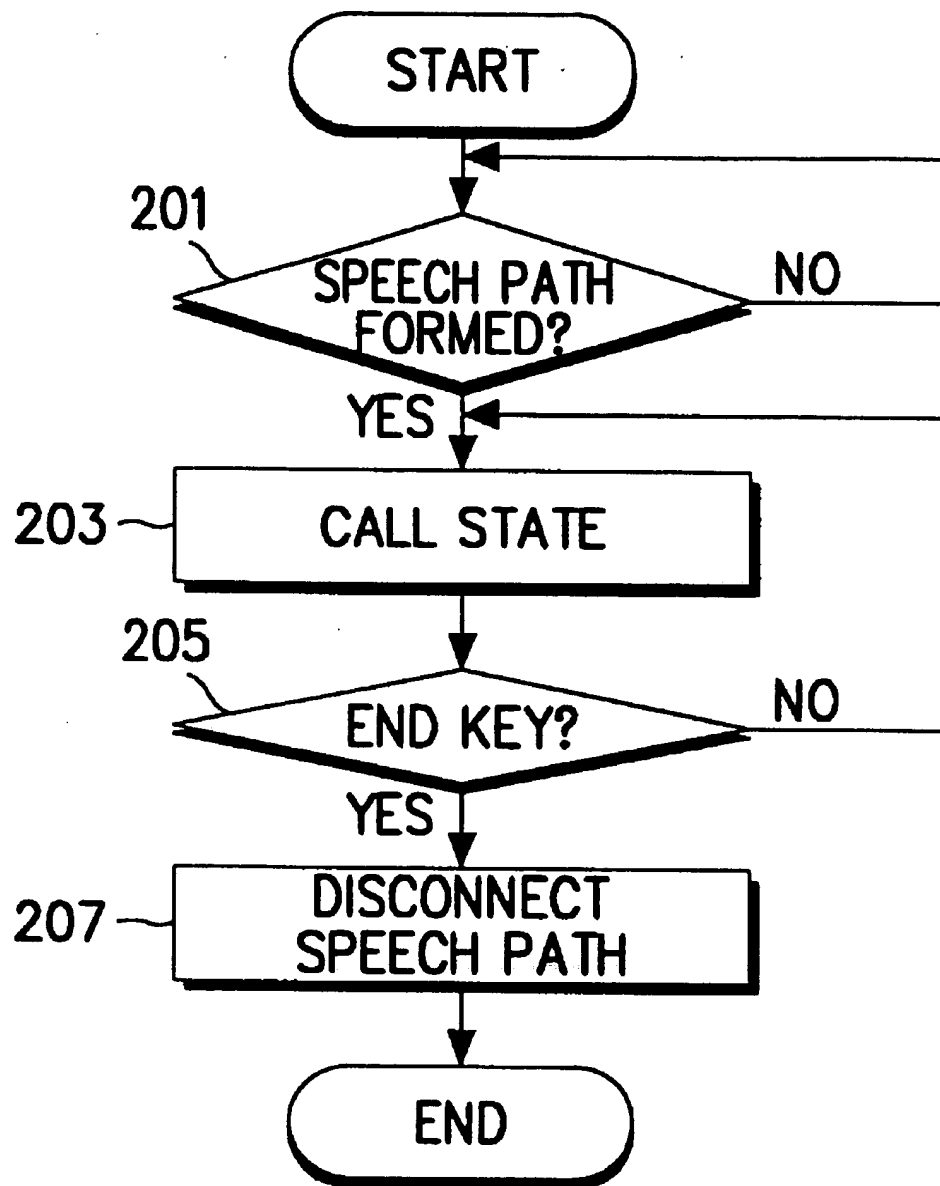 START
201
SPEECH PATH
FORMED?
NO
YES
203
CALL STATE
205
END KEY?
NO
YES
207
DISCONNECT
SPEECH PATH
END